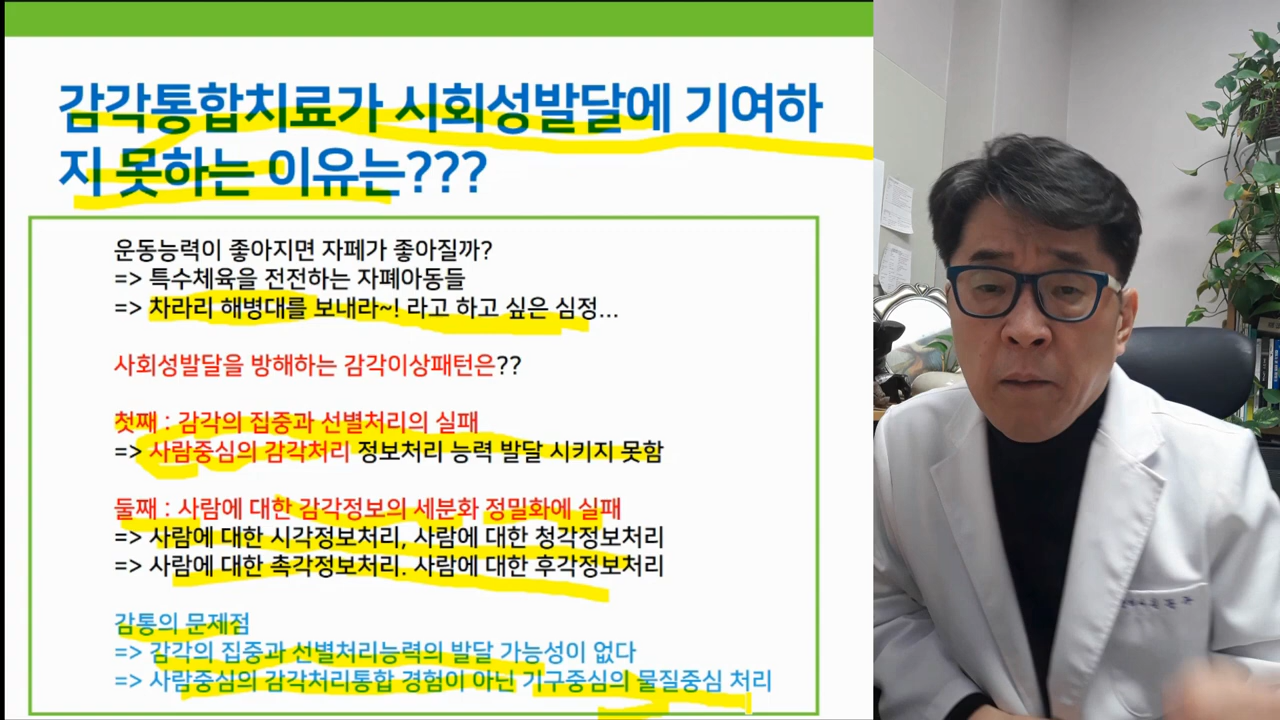 감각통합치료가 사회성발달에 기여하
지 못하는 이유는???
운동능력이 좋아지면 자폐가 좋아질까?
=> 특수체육을 전전하는 자폐아동들
=> 차라리 해병대를 보내라~! 라고 하고 싶은 심정...
사회성발달을 방해하는 감각이상패턴은??
첫째 : 감각의 집중과 선별처리의 실패
=> 사람중심의 감각처리 정보처리 능력 발달 시키지 못함
둘째 : 사람에 대한 감각정보의 세분화 정밀화에 실패
=> 사람에 대한 시각정보처리, 사람에 대한 청각정보처리
=> 사람에 대한 촉각정보처리. 사람에 대한 후각정보처리
감통의 문제점
=> 감각의 집중과 선별처리능력의 발달 가능성이 없다
=> 사람중심의 감각처리통합 경험이 아닌 기구중심의 물질중심 처리